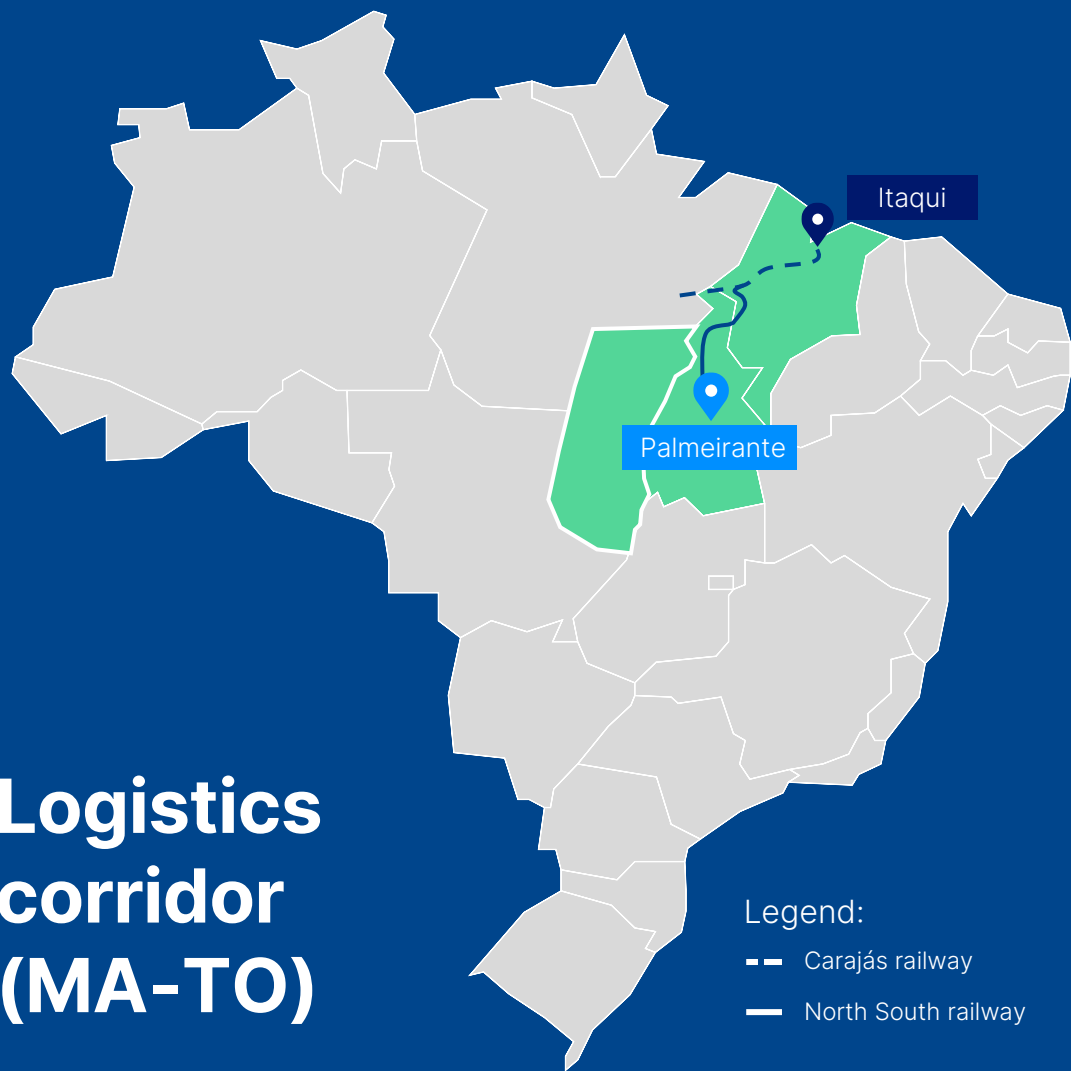 Itaqui
Palmeirante
Logistics
corridor
(MA-TO)
Legend:
Carajás railway
North South railway